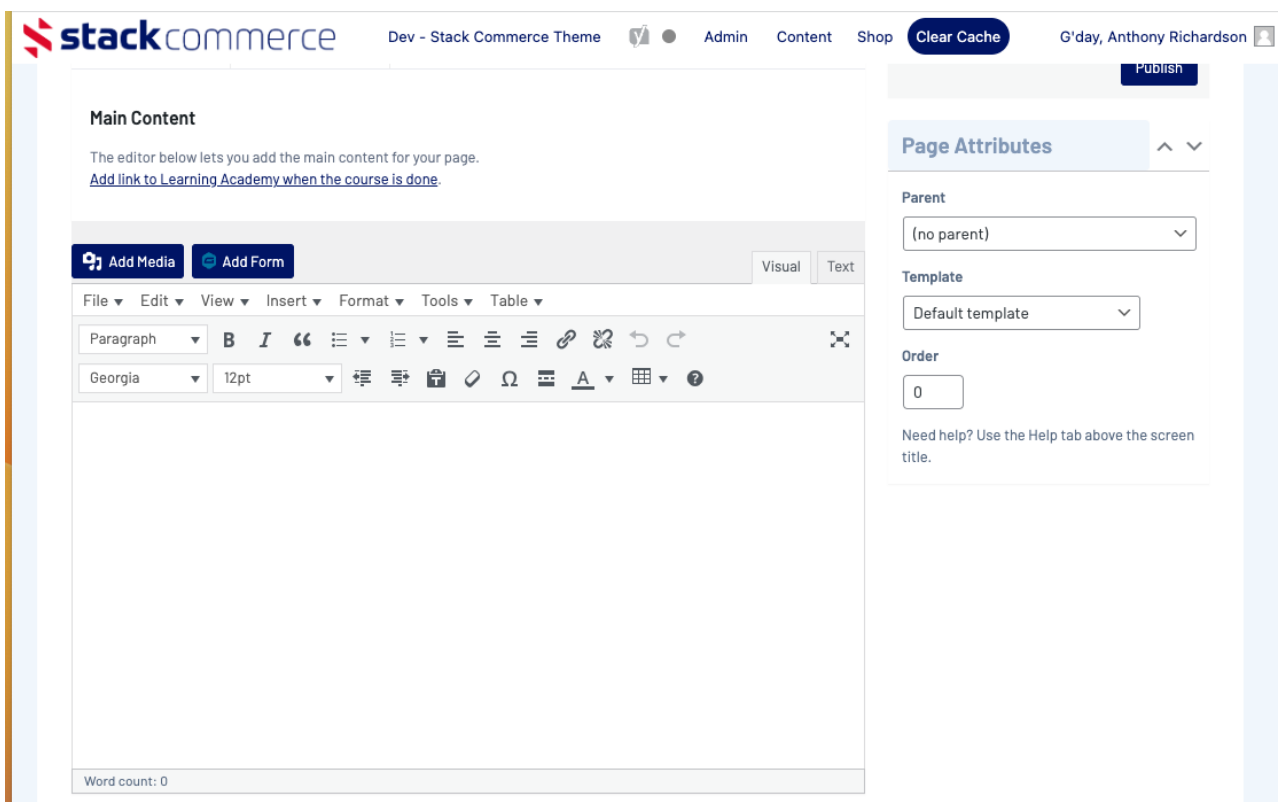 stackcommerce
Dev - Stack Commerce Theme
Admin
Content
Shop
Clear Cache
G'day, Anthony Richardson
Publish
Main Content
The editor below lets you add the main content for your page.
Add link to Learning Academy when the course is done.
Add Media
Add Form
Visual
Text
File
Edit
View
Insert
Format
Tools
Table
Paragraph
B
I
Georgia
12pt
Ω
A
Word count: 0
Page Attributes
Parent
(no parent)
Template
Default template
Order
0
Need help? Use the Help tab above the screen
title.